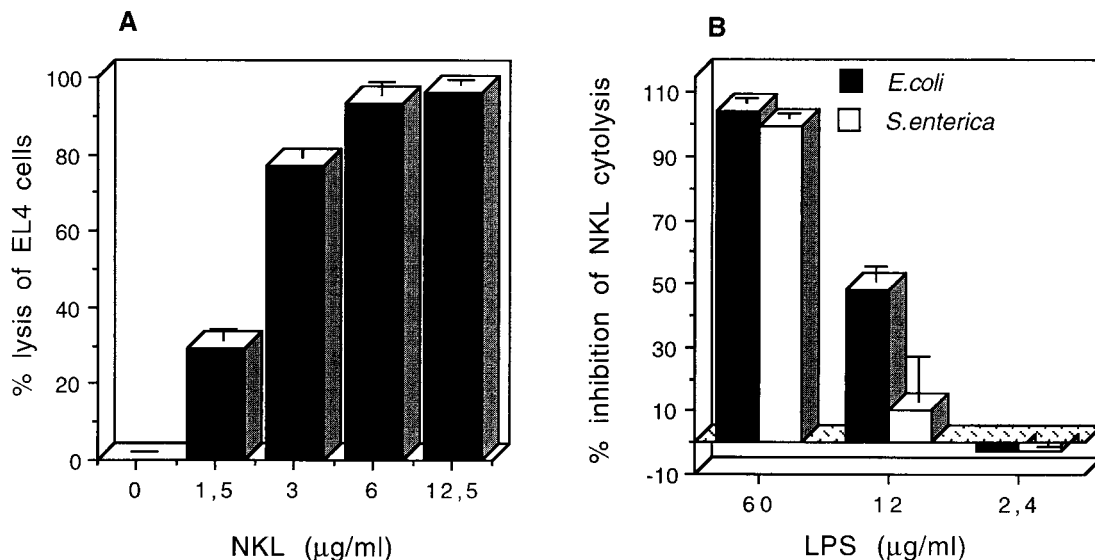 A
% lysis of EL4 cells
100
80
60
40
20
0
0 1,5 3 6 12,5
NKL (µg/ml)
B
% inhibition of NKL cytolysis
E.coli
S.enterica
110
90
70
50
30
10
-10
60 12 2,4
LPS (µg/ml)